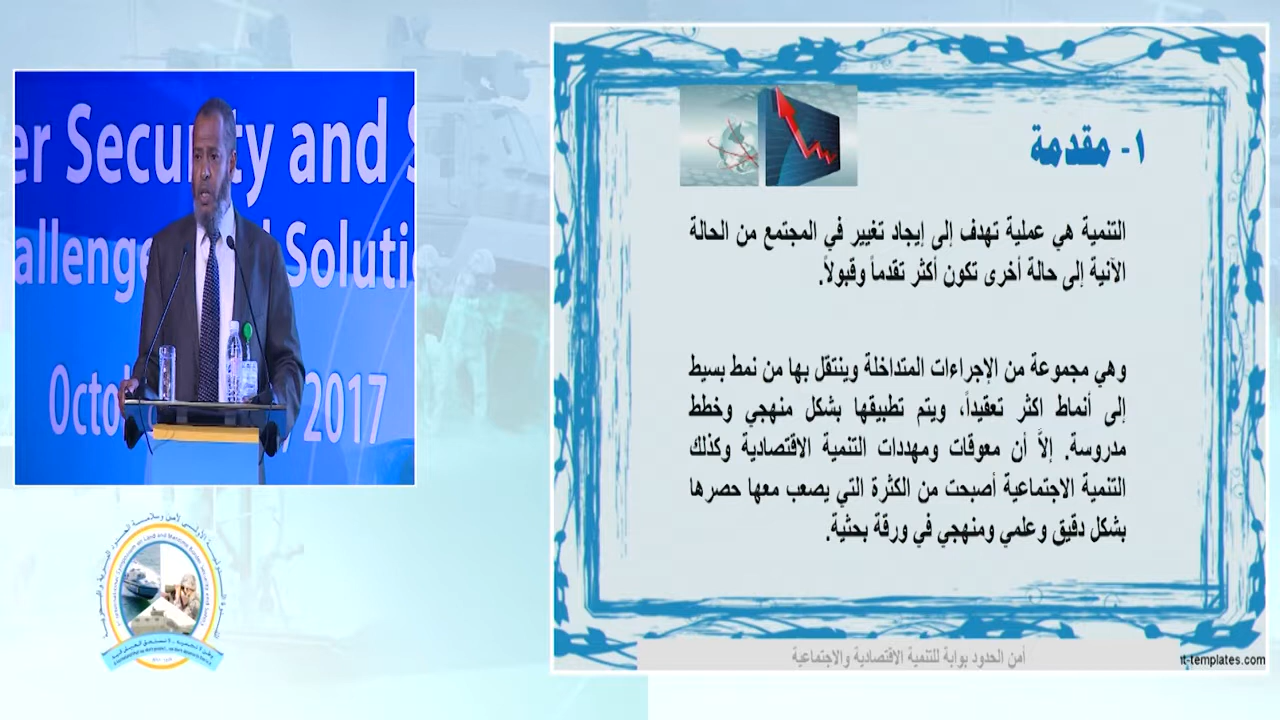 er Security and S
allenge d Soluti
Octo 2017
١- مقدمة
التنمية هي عملية تهدف إلى إيجاد تغيير في المجتمع من الحالة
الآنية إلى حالة أخرى تكون أكثر تقدماً وقبولاً.
وهي مجموعة من الإجراءات المتداخلة وينتقل بها من نمط بسيط
إلى أنماط اكثر تعقيداً، ويتم تطبيقها بشكل منهجي وخطط
مدروسة. إلاَّ أن معوقات ومهددات التنمية الاقتصادية وكذلك
التنمية الاجتماعية أصبحت من الكثرة التي يصعب معها حصرها
بشكل دقيق وعلمي ومنهجي في ورقة بحثية.
أمن الحدود بوابة للتنمية الاقتصادية والاجتماعية
nt-templates.com